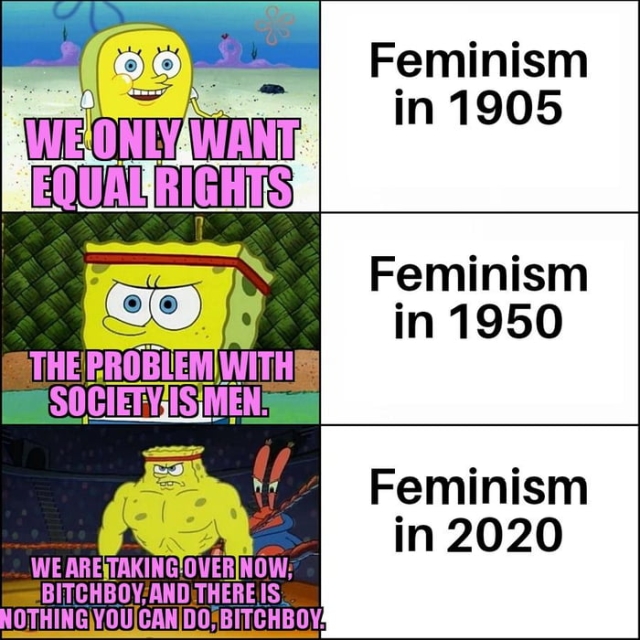 WE ONLY WANT
EQUAL RIGHTS
Feminism
in 1905
THE PROBLEM WITH
SOCIETY IS MEN.
Feminism
in 1950
WE ARE TAKING OVER NOW,
BITCHBOY, AND THERE IS
NOTHING YOU CAN DO, BITCHBOY.
Feminism
in 2020